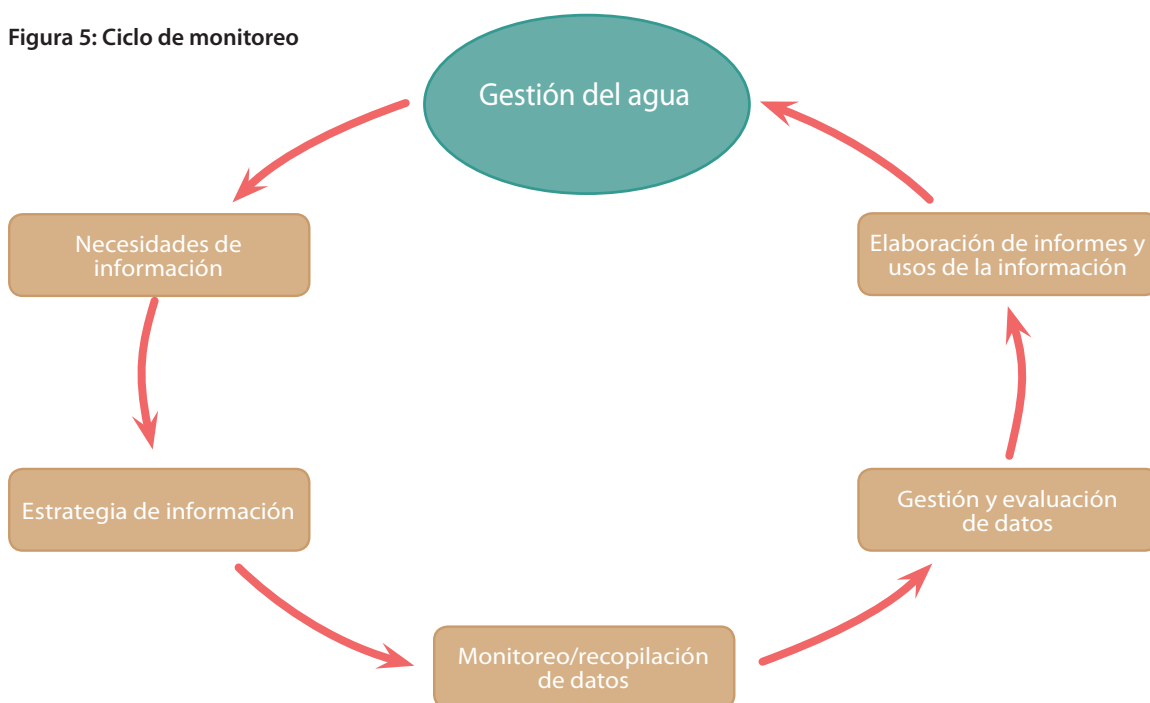 Figura 5: Ciclo de monitoreo
Gestión del agua
Necesidades de
información
Estrategia de información
Monitoreo/recopilación
de datos
Gestión y evaluación
de datos
Elaboración de informes y
usos de la información